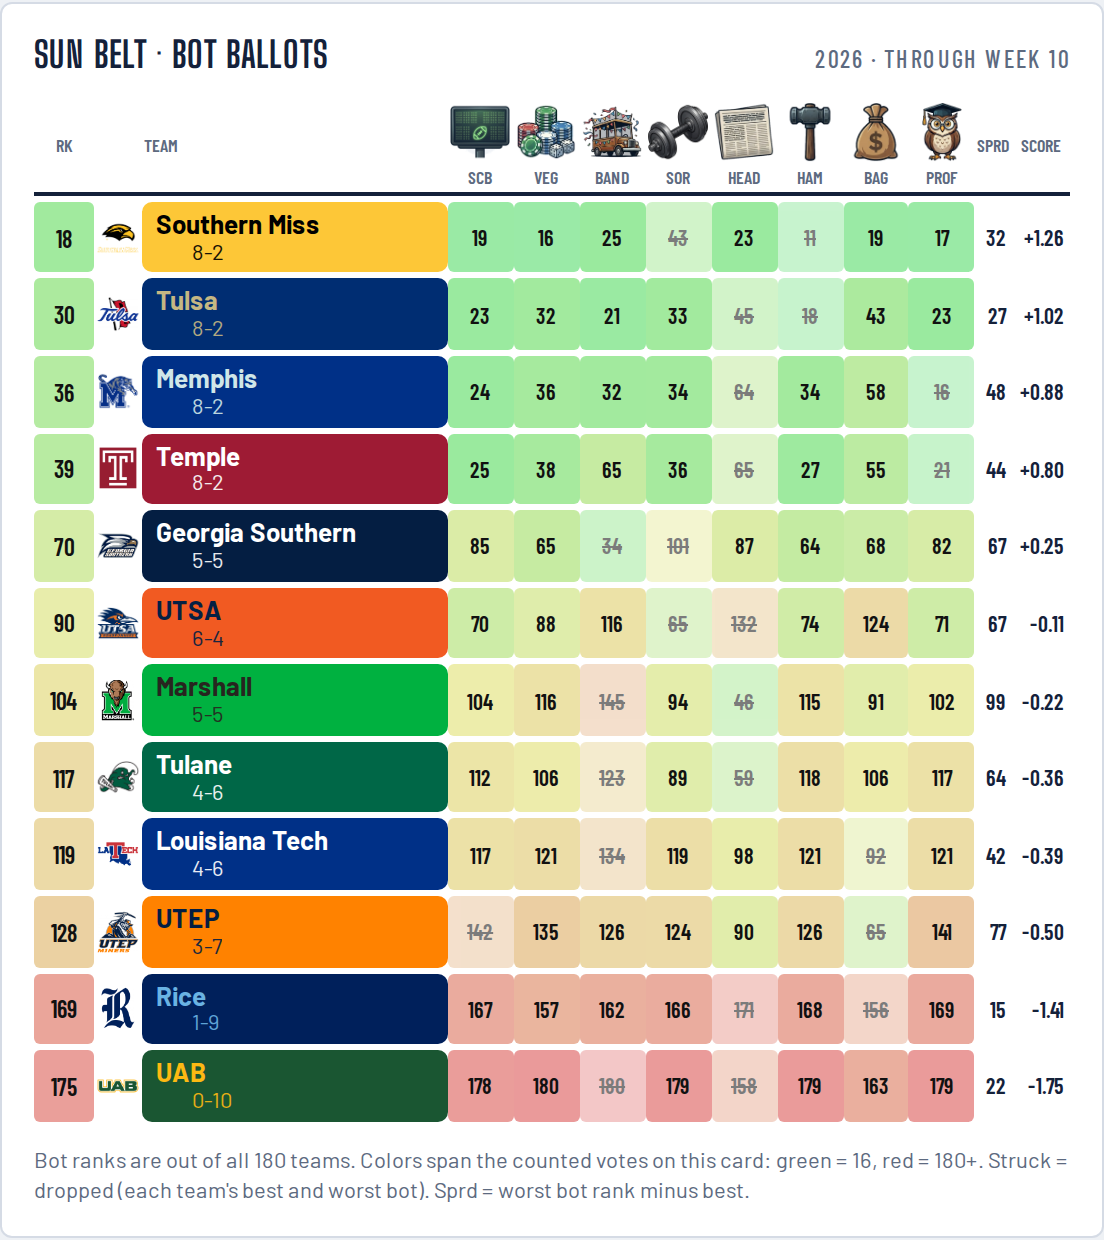 SUN BELT · BOT BALLOTS
2026 · THROUGH WEEK 10
RK TEAM SCB VEG BAND SOR HEAD HAM BAG PROF SPRD SCORE
18 Southern Miss 19 16 25 43 23 11 19 17 32 +1.26
8-2
30 Tulsa Tulsa 23 32 21 33 45 18 43 23 27 +1.02
8-2
36 M Memphis 24 36 32 34 64 34 58 16 48 +0.88
8-2
39 T Temple 25 38 65 36 65 27 55 21 44 +0.80
8-2
70 GEORGIA SOUTHERN Georgia Southern 85 65 34 101 87 64 68 82 67 +0.25
5-5
90 UTSA UTSA 70 88 116 65 132 74 124 71 67 -0.11
6-4
104 M MARSHALL Marshall 104 116 145 94 46 115 91 102 99 -0.22
5-5
117 Tulane 112 106 123 89 59 118 106 117 64 -0.36
4-6
119 LA TECH Louisiana Tech 117 121 134 119 98 121 92 121 42 -0.39
4-6
128 UTEP MINERS UTEP 142 135 126 124 90 126 65 141 77 -0.50
3-7
169 R Rice 167 157 162 166 171 168 156 169 15 -1.41
1-9
175 UAB UAB 178 180 180 179 158 179 163 179 22 -1.75
0-10
Bot ranks are out of all 180 teams. Colors span the counted votes on this card: green = 16, red = 180+. Struck =
dropped (each team's best and worst bot). Sprd = worst bot rank minus best.